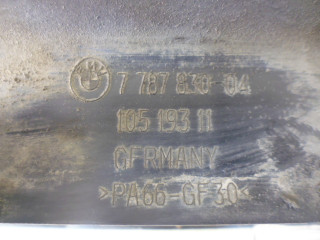 7 787 830-04
105 193 11
GERMANY
>PA66-GF30<